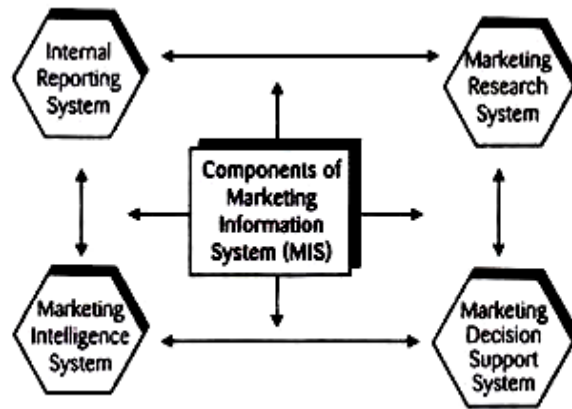 Internal
Reporting
System
Marketing
Research
System
Components of
Marketing
Information
System (MIS)
Marketing
Intelligence
System
Marketing
Decision
Support
System